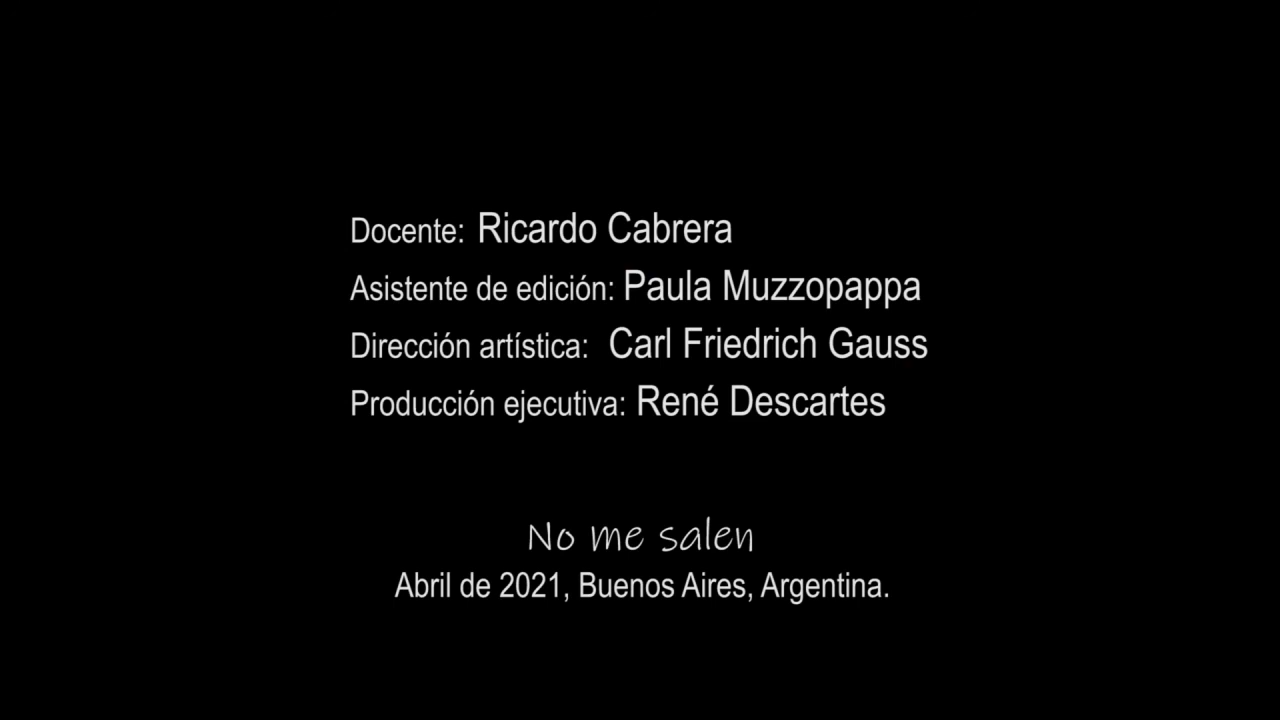 Docente: Ricardo Cabrera
Asistente de edición: Paula Muzzopappa
Dirección artística: Carl Friedrich Gauss
Producción ejecutiva: René Descartes
No me salen
Abril de 2021, Buenos Aires, Argentina.